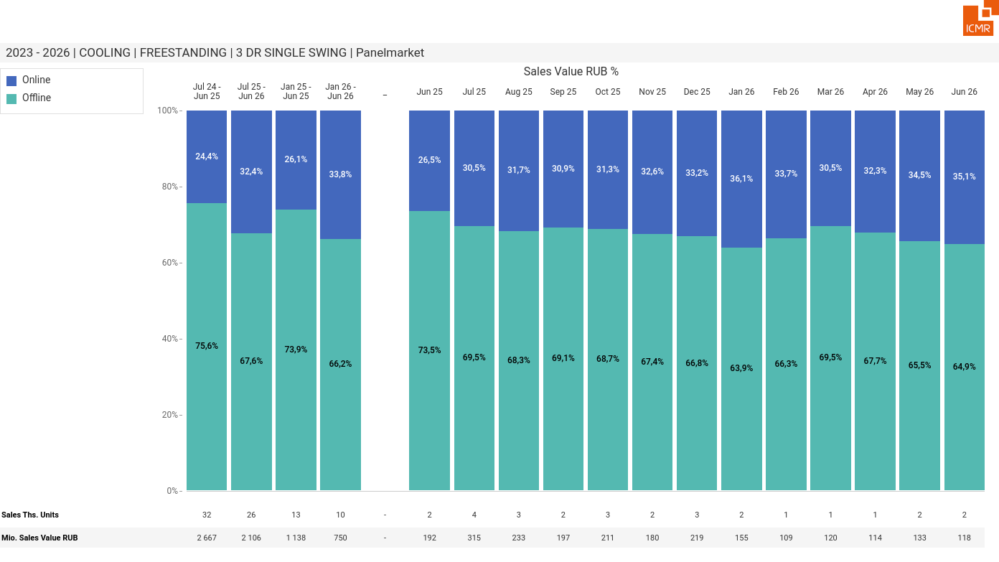 ICMR
2023 - 2026 | COOLING | FREESTANDING | 3 DR SINGLE SWING | Panelmarket
Online
Offline
Sales Value RUB %
Jul 24 - Jul 25 - Jan 25 - Jan 26 -
Jun 25 Jun 26 Jun 25 Jun 26 – Jun 25 Jul 25 Aug 25 Sep 25 Oct 25 Nov 25 Dec 25 Jan 26 Feb 26 Mar 26 Apr 26 May 26 Jun 26
100%
24,4% 32,4% 26,1% 33,8% 26,5% 30,5% 31,7% 30,9% 31,3% 32,6% 33,2% 36,1% 33,7% 30,5% 32,3% 34,5% 35,1%
80%
60%
40%
75,6% 67,6% 73,9% 66,2% 73,5% 69,5% 68,3% 69,1% 68,7% 67,4% 66,8% 63,9% 66,3% 69,5% 67,7% 65,5% 64,9%
20%
0%
Sales Ths. Units 32 26 13 10 - 2 4 3 2 3 2 3 2 1 1 1 2 2
Mio. Sales Value RUB 2 667 2 106 1 138 750 - 192 315 233 197 211 180 219 155 109 120 114 133 118